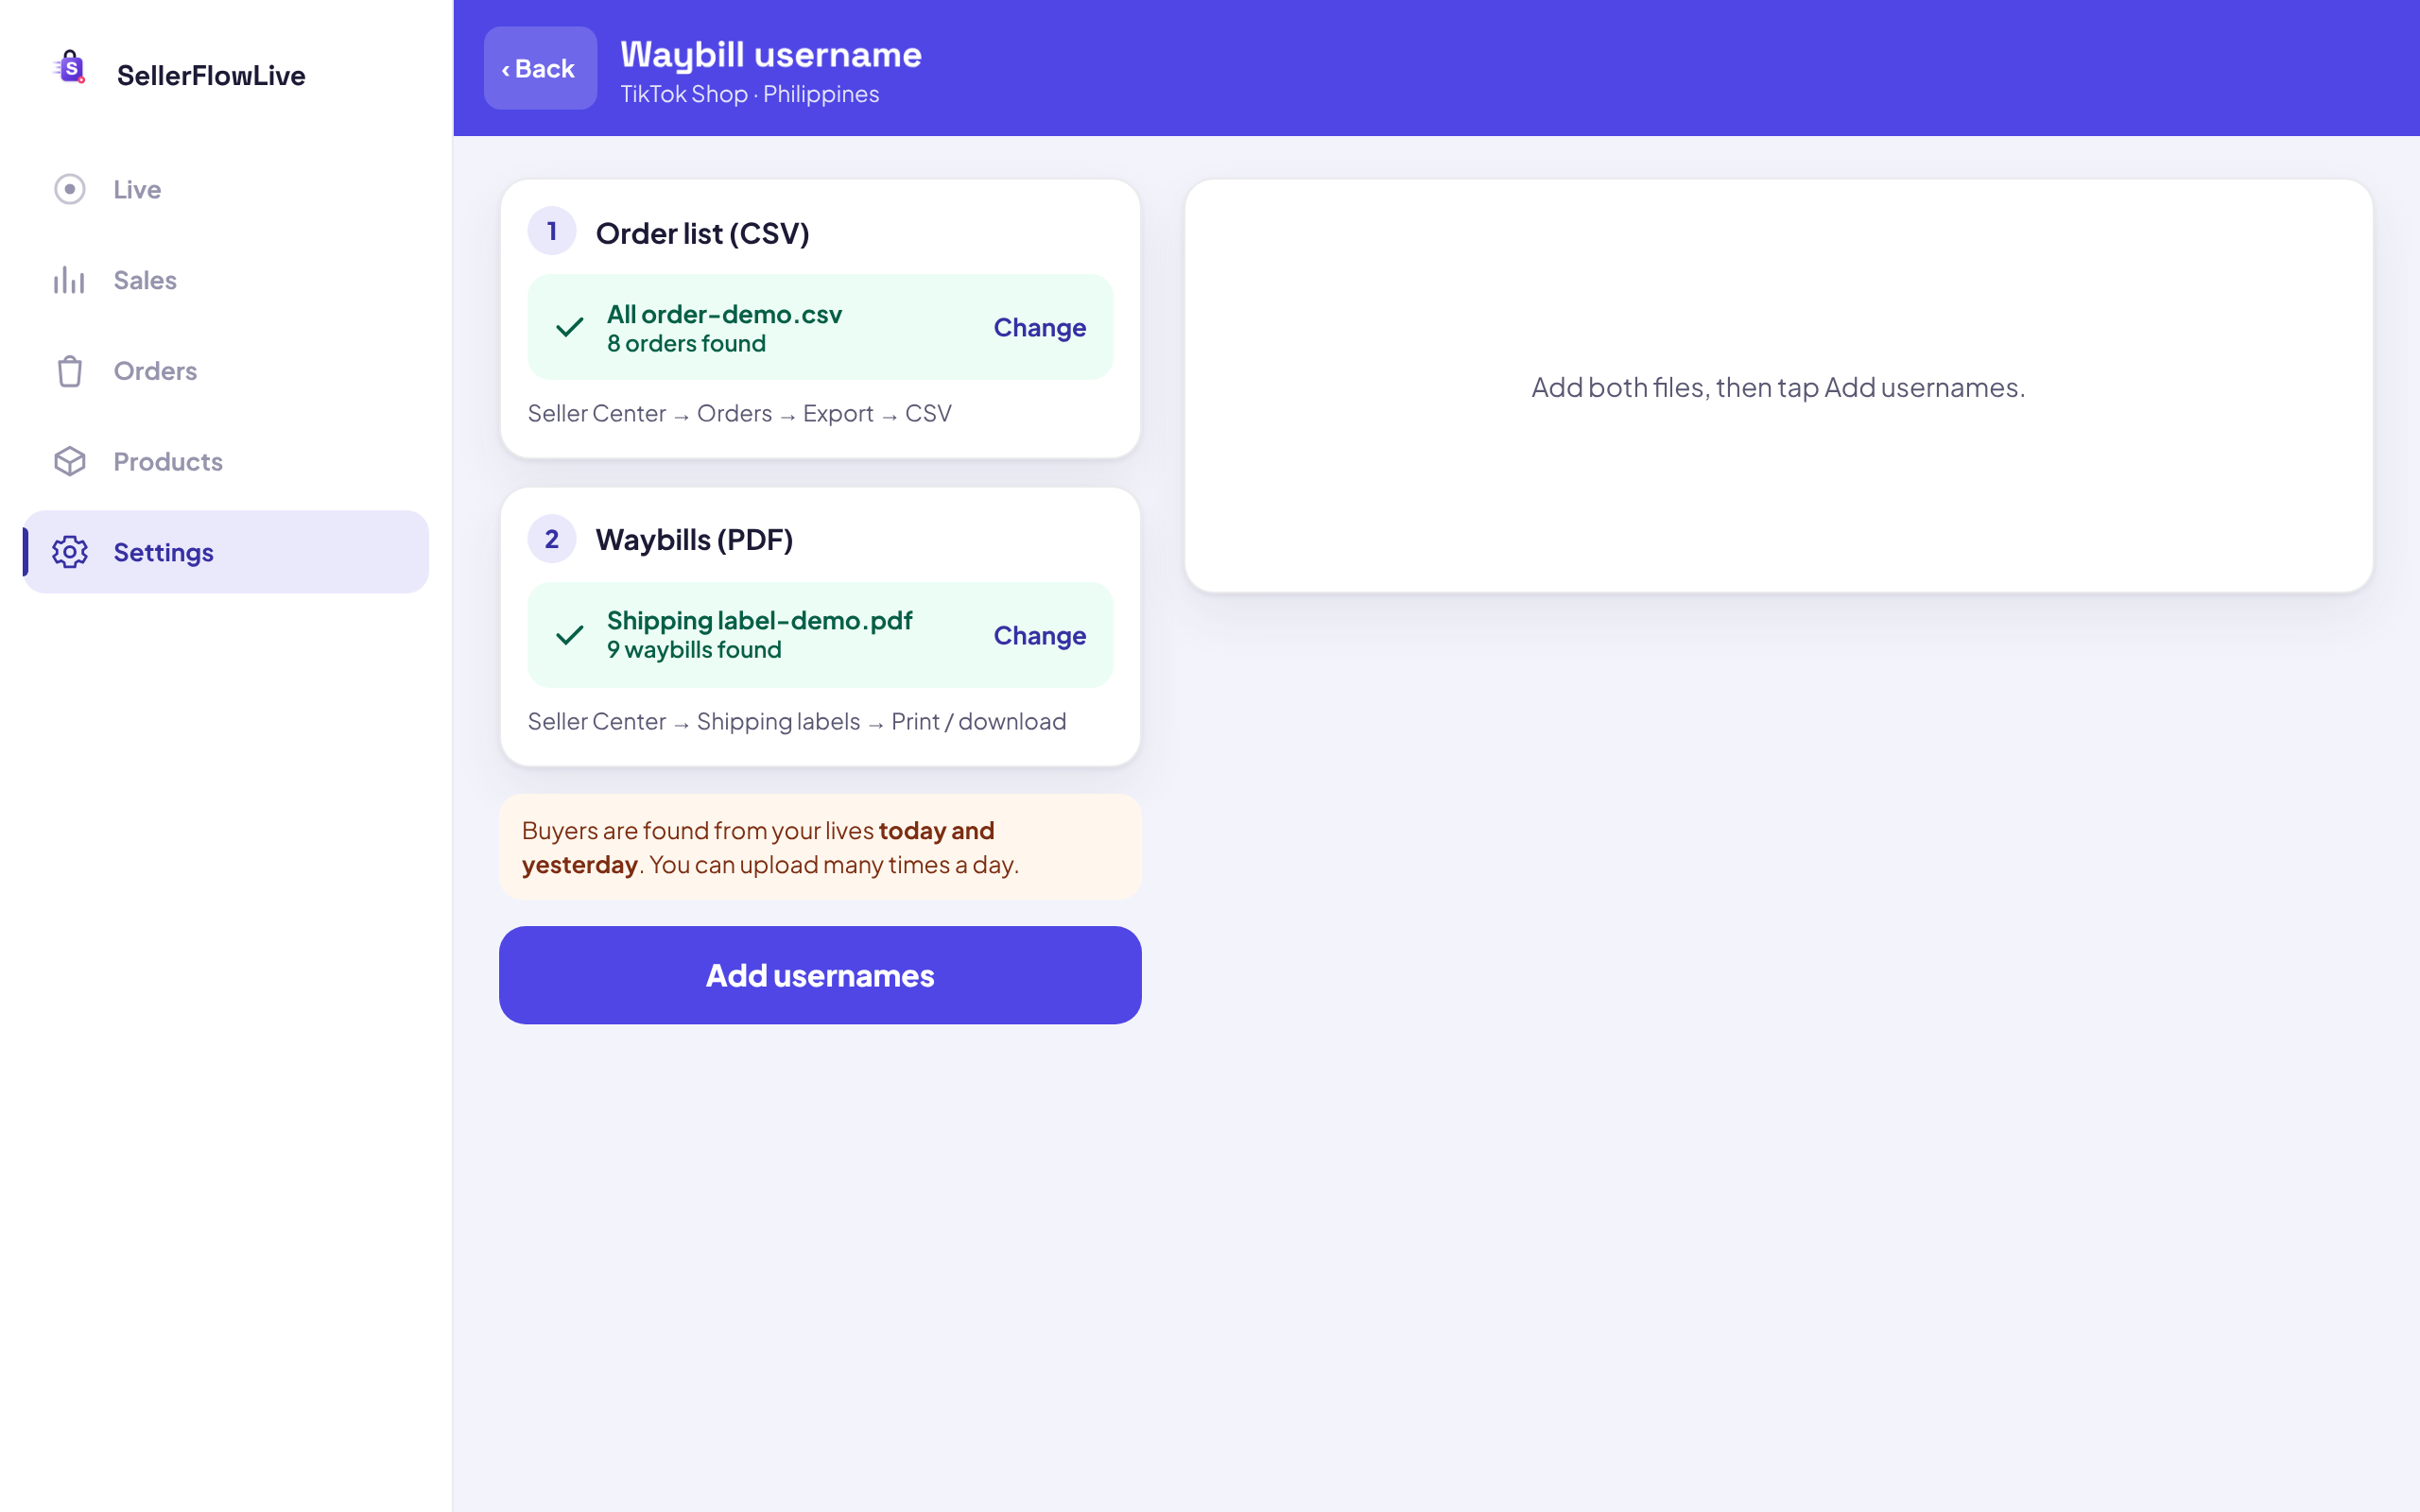 S
SellerFlowLive
Live
Sales
Orders
Products
Settings
‹ Back
Waybill username
TikTok Shop · Philippines
1
Order list (CSV)
All order-demo.csv
8 orders found
Change
Seller Center → Orders → Export → CSV
2
Waybills (PDF)
Shipping label-demo.pdf
9 waybills found
Change
Seller Center → Shipping labels → Print / download
Buyers are found from your lives today and
yesterday. You can upload many times a day.
Add usernames
Add both files, then tap Add usernames.